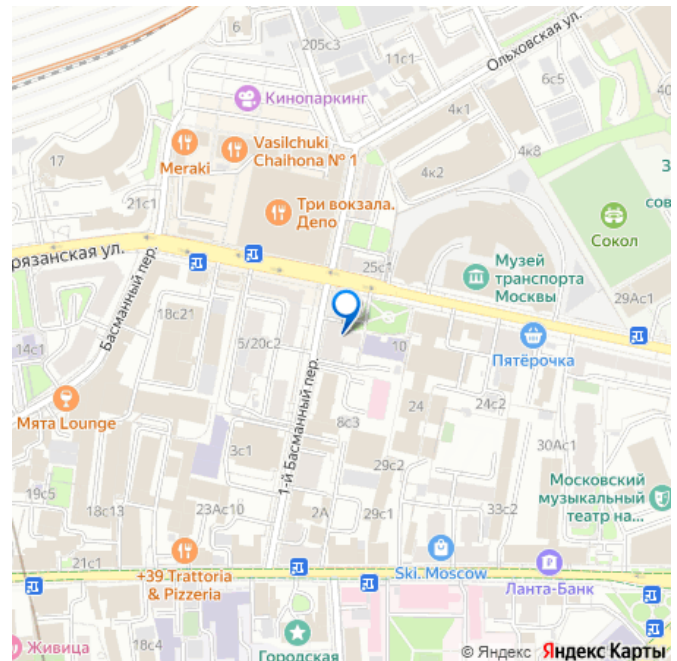 6
205с3
11с1
Ольховская ул.
6с5
40
Кинопаркинг
4к1
Vasilchuki
Chaihona № 1
Meraki
17
4к8
4к2
З
21с1
Три вокзала.
Депо
сов
Сокол
рязанская ул.
25с1
Музей
транспорта
Москвы
29Ас1
Басманный пер.
18с21
14с1
5/20с2
10
Пятёрочка
Мята Lounge
1-й Басманный пер.
8с3
24
24с2
3с1
30Ас1
29с2
Московский
музыкальный
театр на...
19с5
18с13
23Ас10
2А
29с1
33с2
21с1
+39 Trattoria
& Pizzeria
Ski. Moscow
Ланта-Банк
Живица
18с4
Городская
© Яндекс Яндекс Карты